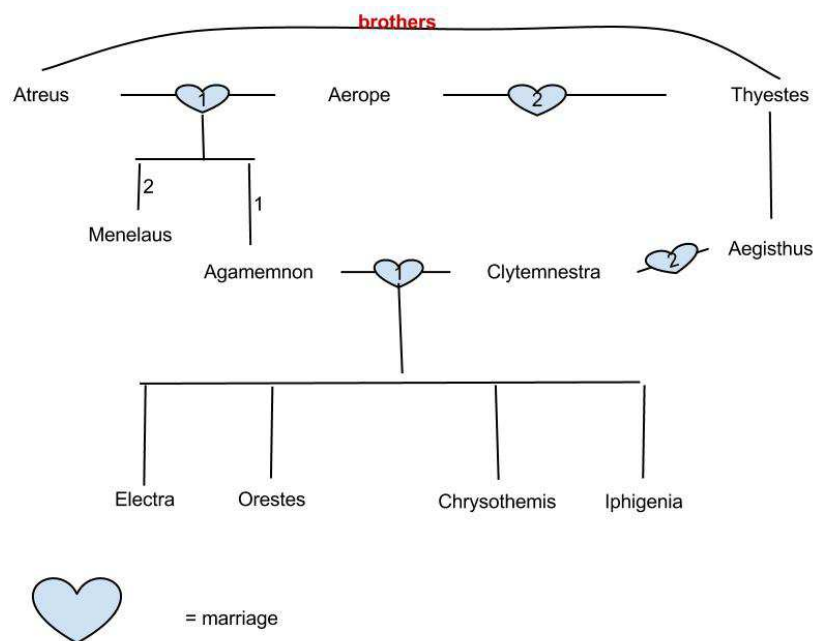 brothers
Atreus 1 Aerope 2 Thyestes
2
1
Menelaus
Agamemnon 1 Clytemnestra 2 Aegisthus
Electra Orestes Chrysothemis Iphigenia
= marriage